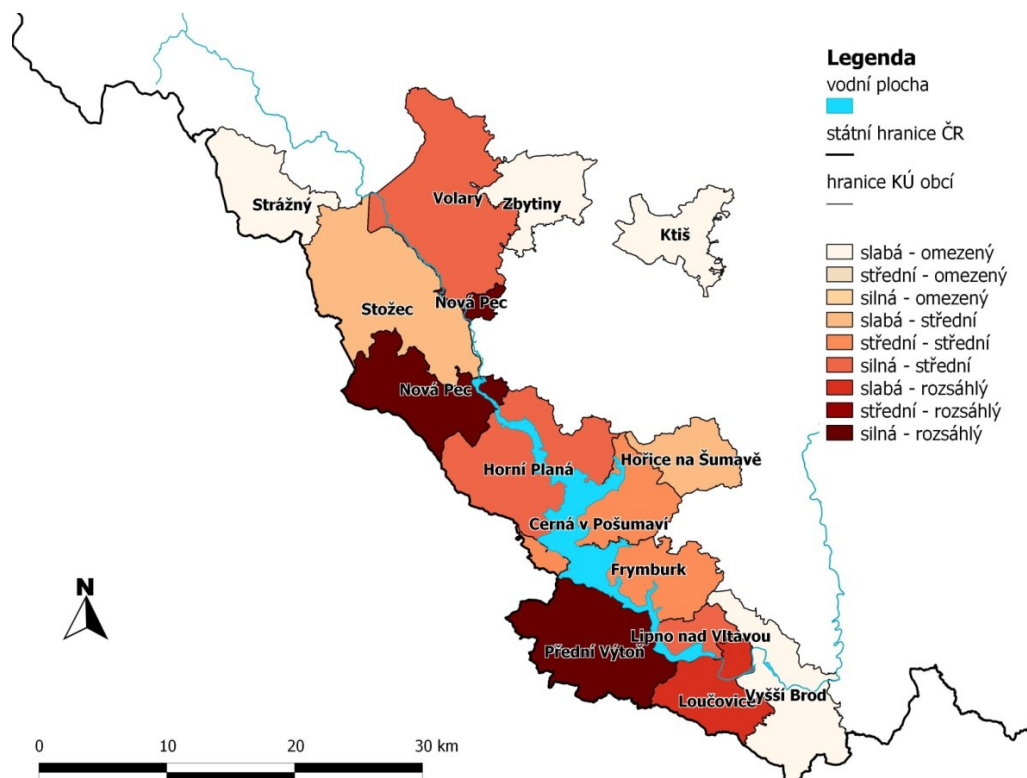 Legenda
vodní plocha
státní hranice ČR
hranice KÚ obcí
slabá - omezený
střední - omezený
silná - omezený
slabá - střední
střední - střední
silná - střední
slabá - rozsáhlý
střední - rozsáhlý
silná - rozsáhlý
Strážný
Volary
Zbytiny
Ktiš
Nová Pec
Stožec
Nová Pec
Hořice na Šumavě
Horní Planá
Černá v Pošumaví
Frymburk
Lipno nad Vltavou
Přední Výtoň
Loučovice
Vyšší Brod
N
0 10 20 30 km